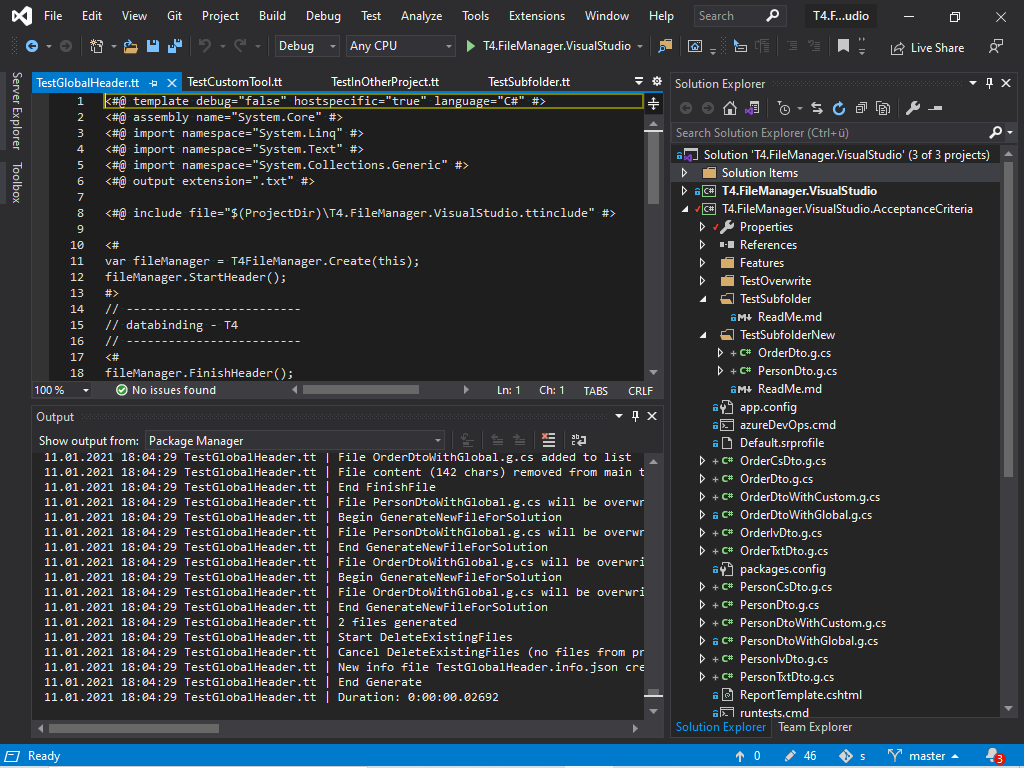 File Edit View Git Project Build Debug Test Analyze Tools Extensions Window Help Search T4.F...udio
Debug Any CPU T4.FileManager.VisualStudio Live Share
Server Explorer
Toolbox
TestGlobalHeader.tt TestCustomTool.tt TestInOtherProject.tt TestSubfolder.tt
1 <#@ template debug="false" hostspecific="true" language="C#" #>
2 <#@ assembly name="System.Core" #>
3 <#@ import namespace="System.Linq" #>
4 <#@ import namespace="System.Text" #>
5 <#@ import namespace="System.Collections.Generic" #>
6 <#@ output extension=".txt" #>
7
8 <#@ include file="$(ProjectDir)\T4.FileManager.VisualStudio.ttinclude" #>
9
10 <#
11 var fileManager = T4FileManager.Create(this);
12 fileManager.StartHeader();
13 #>
14 // -------------------------
15 // databinding - T4
16 // -------------------------
17 <#
18 fileManager.FinishHeader();
100 % No issues found Ln: 1 Ch: 1 TABS CRLF
Output
Show output from: Package Manager
11.01.2021 18:04:29 TestGlobalHeader.tt | File OrderDtoWithGlobal.g.cs added to list
11.01.2021 18:04:29 TestGlobalHeader.tt | File content (142 chars) removed from main t
11.01.2021 18:04:29 TestGlobalHeader.tt | End FinishFile
11.01.2021 18:04:29 TestGlobalHeader.tt | File PersonDtoWithGlobal.g.cs will be overwr
11.01.2021 18:04:29 TestGlobalHeader.tt | Begin GenerateNewFileForSolution
11.01.2021 18:04:29 TestGlobalHeader.tt | File PersonDtoWithGlobal.g.cs will be overwr
11.01.2021 18:04:29 TestGlobalHeader.tt | End GenerateNewFileForSolution
11.01.2021 18:04:29 TestGlobalHeader.tt | File OrderDtoWithGlobal.g.cs will be overwri
11.01.2021 18:04:29 TestGlobalHeader.tt | Begin GenerateNewFileForSolution
11.01.2021 18:04:29 TestGlobalHeader.tt | File OrderDtoWithGlobal.g.cs will be overwri
11.01.2021 18:04:29 TestGlobalHeader.tt | End GenerateNewFileForSolution
11.01.2021 18:04:29 TestGlobalHeader.tt | 2 files generated
11.01.2021 18:04:29 TestGlobalHeader.tt | Start DeleteExistingFiles
11.01.2021 18:04:29 TestGlobalHeader.tt | Cancel DeleteExistingFiles (no files from pr
11.01.2021 18:04:29 TestGlobalHeader.tt | New info file TestGlobalHeader.info.json cre
11.01.2021 18:04:29 TestGlobalHeader.tt | End Generate
11.01.2021 18:04:29 TestGlobalHeader.tt | Duration: 0:00:00.02692
Solution Explorer
Search Solution Explorer (Ctrl+ü)
Solution 'T4.FileManager.VisualStudio' (3 of 3 projects)
Solution Items
C# T4.FileManager.VisualStudio
C# T4.FileManager.VisualStudio.AcceptanceCriteria
Properties
References
Features
TestOverwrite
TestSubfolder
M ReadMe.md
TestSubfolderNew
+ C# OrderDto.g.cs
+ C# PersonDto.g.cs
M ReadMe.md
app.config
azureDevOps.cmd
Default.srprofile
+ C# OrderCsDto.g.cs
+ C# OrderDto.g.cs
+ C# OrderDtoWithCustom.g.cs
C# OrderDtoWithGlobal.g.cs
+ C# OrderIvDto.g.cs
+ C# OrderTxtDto.g.cs
packages.config
+ C# PersonCsDto.g.cs
+ C# PersonDto.g.cs
+ C# PersonDtoWithCustom.g.cs
C# PersonDtoWithGlobal.g.cs
+ C# PersonIvDto.g.cs
+ C# PersonTxtDto.g.cs
ReportTemplate.cshtml
runtests.cmd
Solution Explorer Team Explorer
Ready 0 46 s master 3